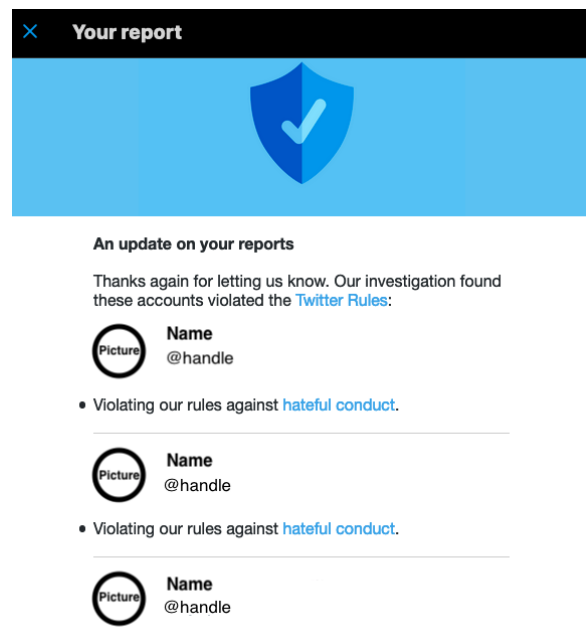 × Your report
An update on your reports
Thanks again for letting us know. Our investigation found
these accounts violated the Twitter Rules:
Picture
Name
@handle
• Violating our rules against hateful conduct.
Picture
Name
@handle
• Violating our rules against hateful conduct.
Picture
Name
@handle